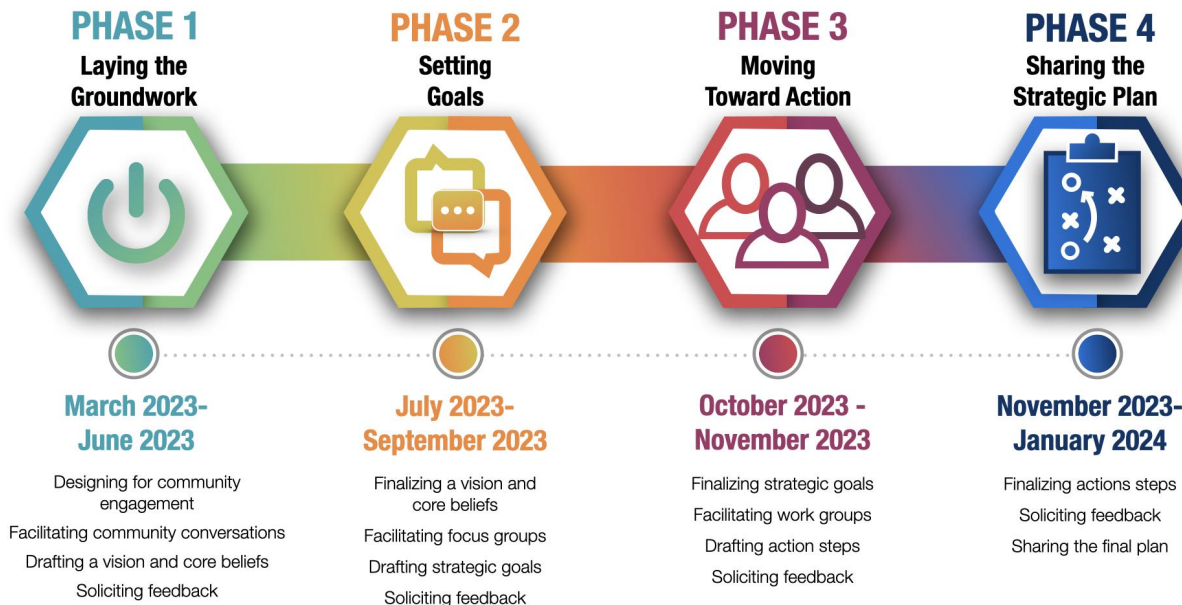 PHASE 1
Laying the
Groundwork
March 2023-
June 2023
Designing for community
engagement
Facilitating community conversations
Drafting a vision and core beliefs
Soliciting feedback
PHASE 2
Setting
Goals
July 2023-
September 2023
Finalizing a vision and
core beliefs
Facilitating focus groups
Drafting strategic goals
Soliciting feedback
PHASE 3
Moving
Toward Action
October 2023 -
November 2023
Finalizing strategic goals
Facilitating work groups
Drafting action steps
Soliciting feedback
PHASE 4
Sharing the
Strategic Plan
November 2023-
January 2024
Finalizing actions steps
Soliciting feedback
Sharing the final plan